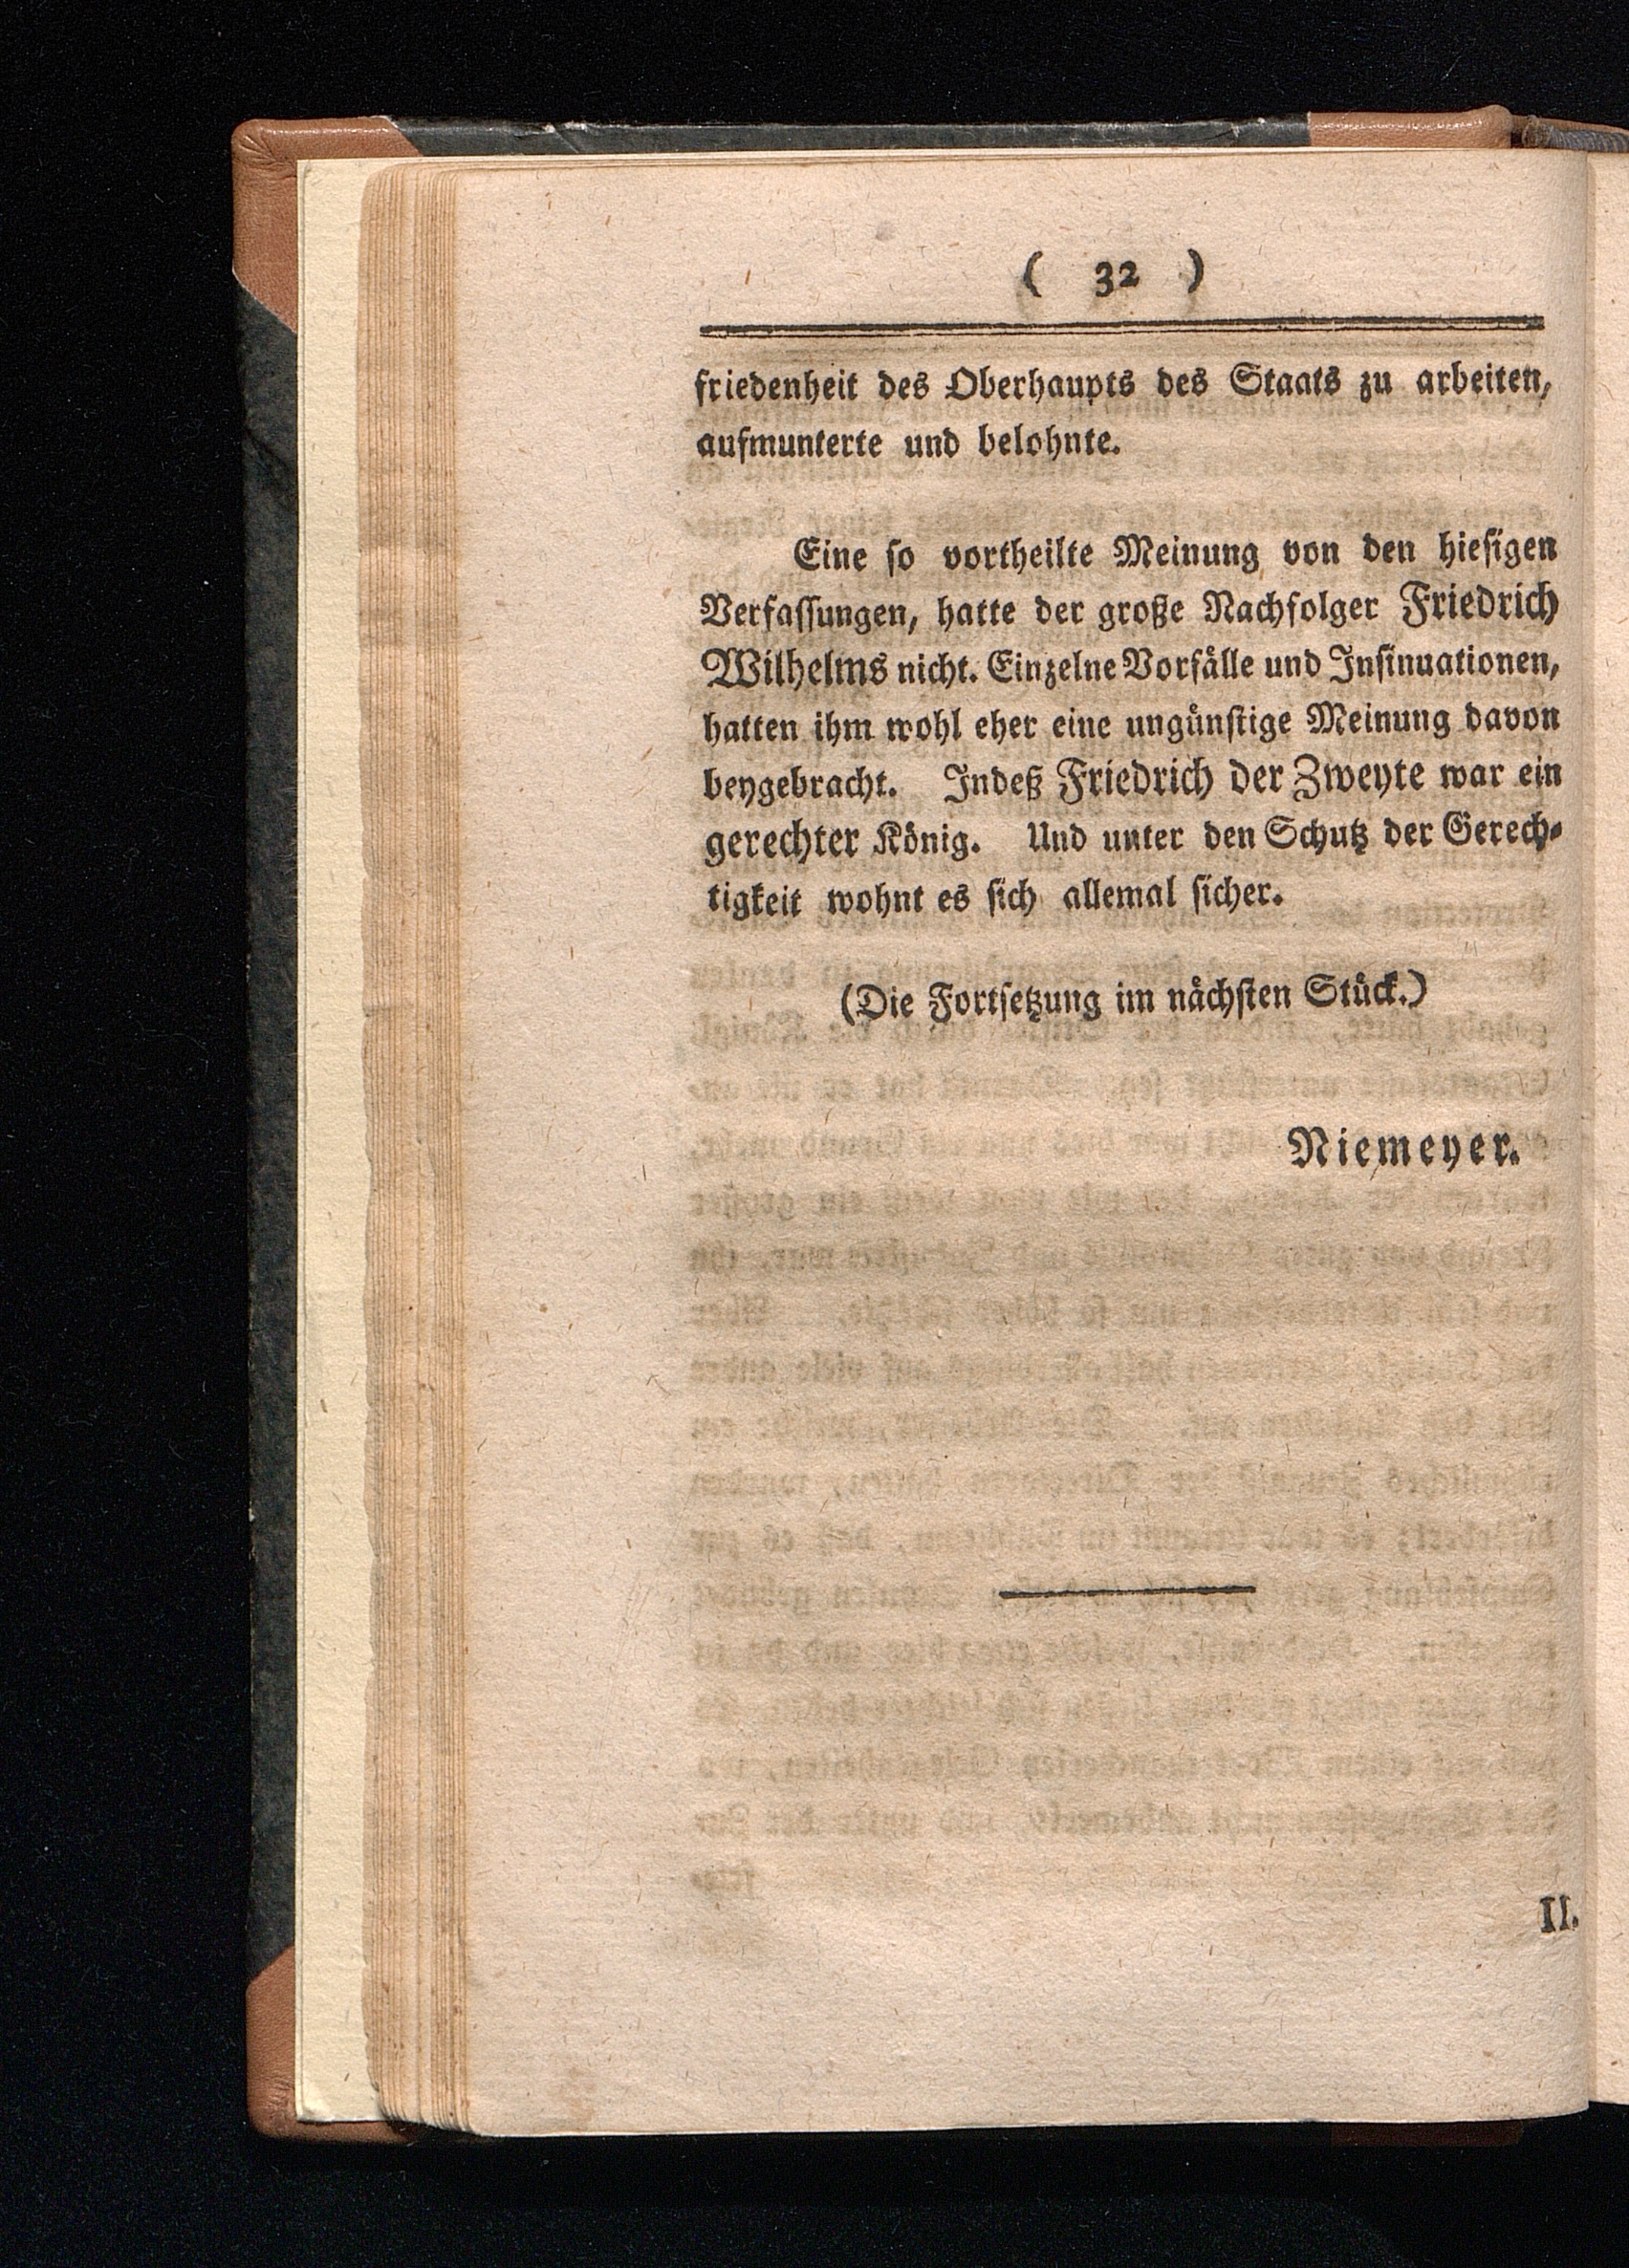 ( 32 )
friedenheit des Oberhaupts des Staats zu arbeiten,
aufmunterte und belohnte.
Eine so vortheilte Meinung von den hiesigen
Verfassungen, hatte der große Nachfolger Friedrich
Wilhelms nicht. Einzelne Vorfälle und Insinuationen,
hatten ihm wohl eher eine ungünstige Meinung davon
beygebracht. Indeß Friedrich der Zweyte war ein
gerechter König. Und unter den Schutz der Gerech-
tigkeit wohnt es sich allemal sicher.
(Die Fortsetzung im nächsten Stück.)
Niemeyer.
II.